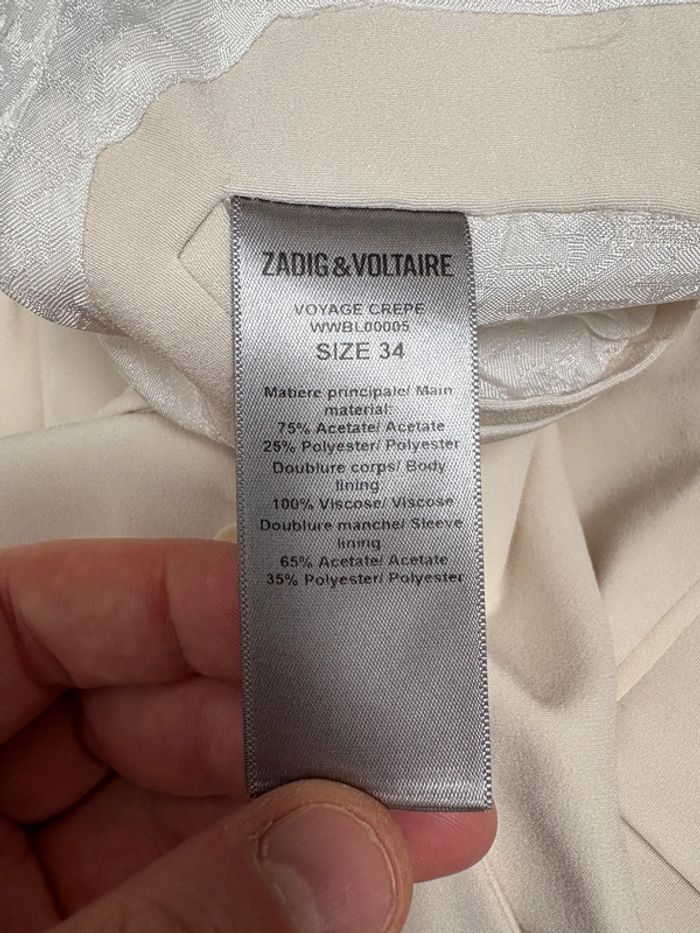 ZADIG&VOLTAIRE
VOYAGE CREPE
WWBL00005
SIZE 34
Matiere principale/ Main
material:
75% Acetate/ Acetate
25% Polyester/ Polyester
Doublure corps/ Body
lining
100% Viscose/ Viscose
Doublure manche/ Sleeve
lining
65% Acetate/ Acetate
35% Polyester/ Polyester